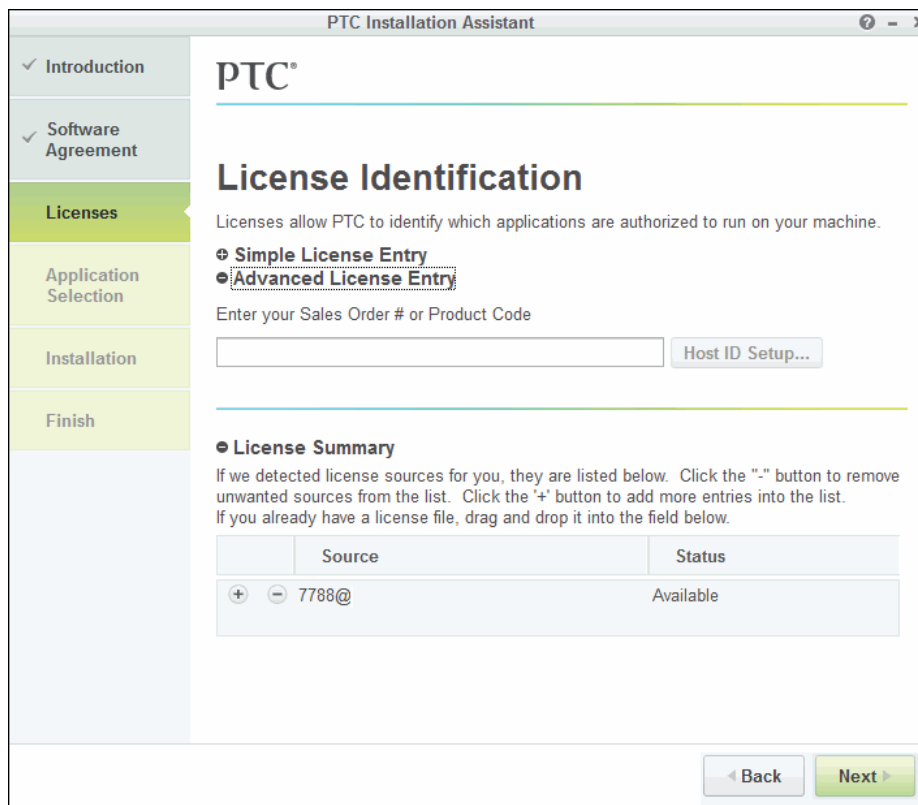 PTC Installation Assistant
Introduction
Software
Agreement
Licenses
Application
Selection
Installation
Finish
PTC®
License Identification
Licenses allow PTC to identify which applications are authorized to run on your machine.
Simple License Entry
Advanced License Entry
Enter your Sales Order # or Product Code
Host ID Setup...
License Summary
If we detected license sources for you, they are listed below. Click the "-" button to remove
unwanted sources from the list. Click the '+' button to add more entries into the list.
If you already have a license file, drag and drop it into the field below.
Source Status
7788@ Available
Back Next